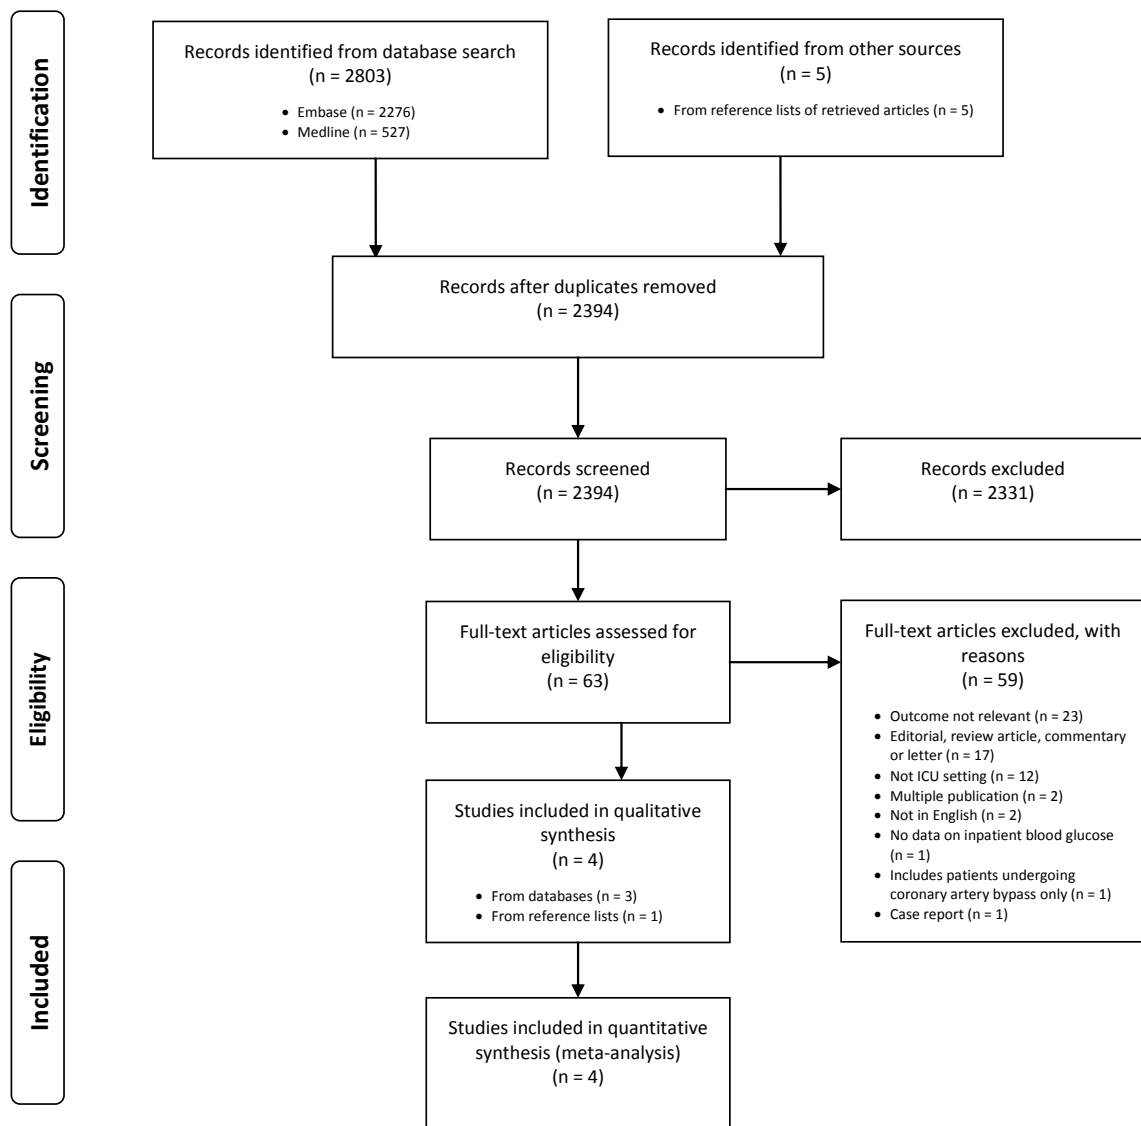 Identification
Records identified from database search
(n = 2803)
• Embase (n = 2276)
• Medline (n = 527)
Records identified from other sources
(n = 5)
• From reference lists of retrieved articles (n = 5)
Records after duplicates removed
(n = 2394)
Screening
Records screened
(n = 2394)
Records excluded
(n = 2331)
Eligibility
Full-text articles assessed for
eligibility
(n = 63)
Full-text articles excluded, with
reasons
(n = 59)
• Outcome not relevant (n = 23)
• Editorial, review article, commentary
or letter (n = 17)
• Not ICU setting (n = 12)
• Multiple publication (n = 2)
• Not in English (n = 2)
• No data on inpatient blood glucose
(n = 1)
• Includes patients undergoing
coronary artery bypass only (n = 1)
• Case report (n = 1)
Studies included in qualitative
synthesis
(n = 4)
• From databases (n = 3)
• From reference lists (n = 1)
Included
Studies included in quantitative
synthesis (meta-analysis)
(n = 4)